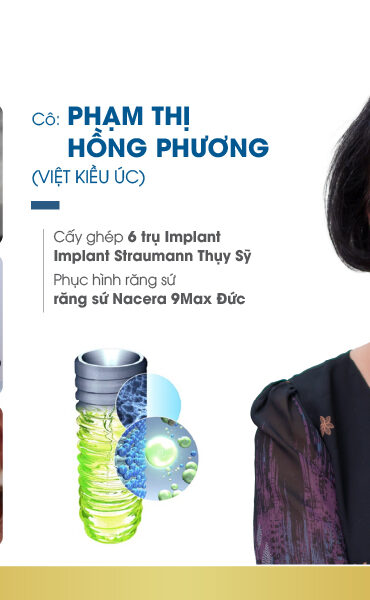 Cô: PHẠM THỊ
HỒNG PHƯƠNG
(VIỆT KIỀU ÚC)
Cấy ghép 6 trụ Implant
Implant Straumann Thụy Sỹ
Phục hình răng sứ
răng sứ Nacera 9Max Đức